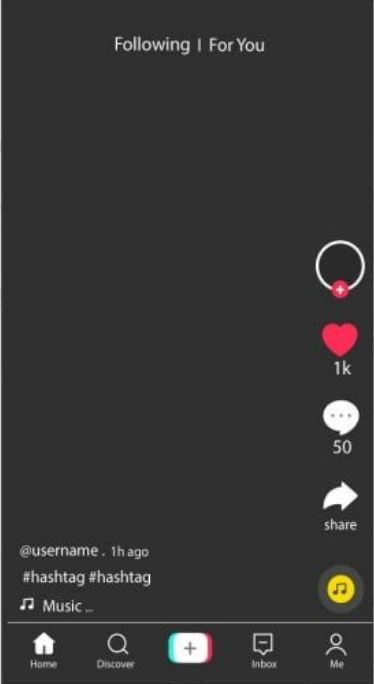 Following | For You
1k
50
share
@username . 1h ago
#hashtag #hashtag
Music ...
Home Discover Inbox Me